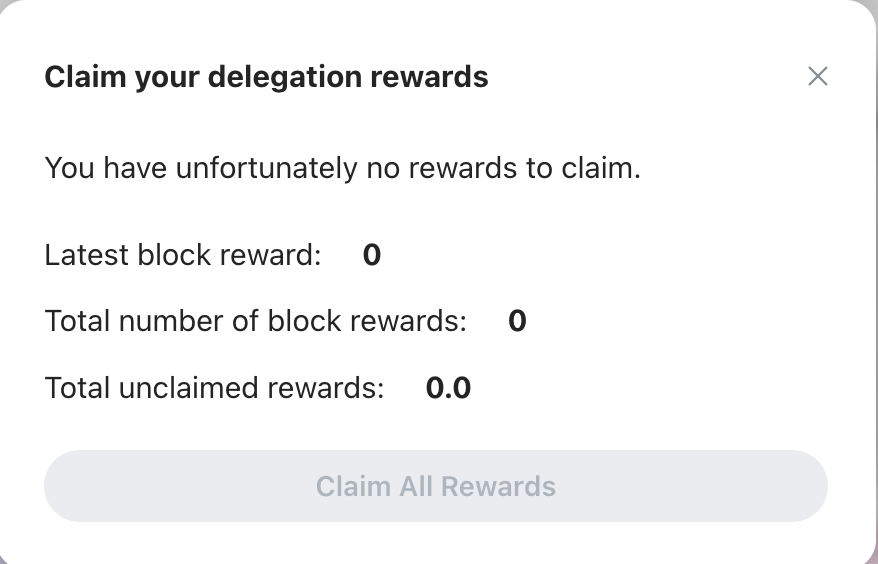 Claim your delegation rewards
You have unfortunately no rewards to claim.
Latest block reward: 0
Total number of block rewards: 0
Total unclaimed rewards: 0.0
Claim All Rewards